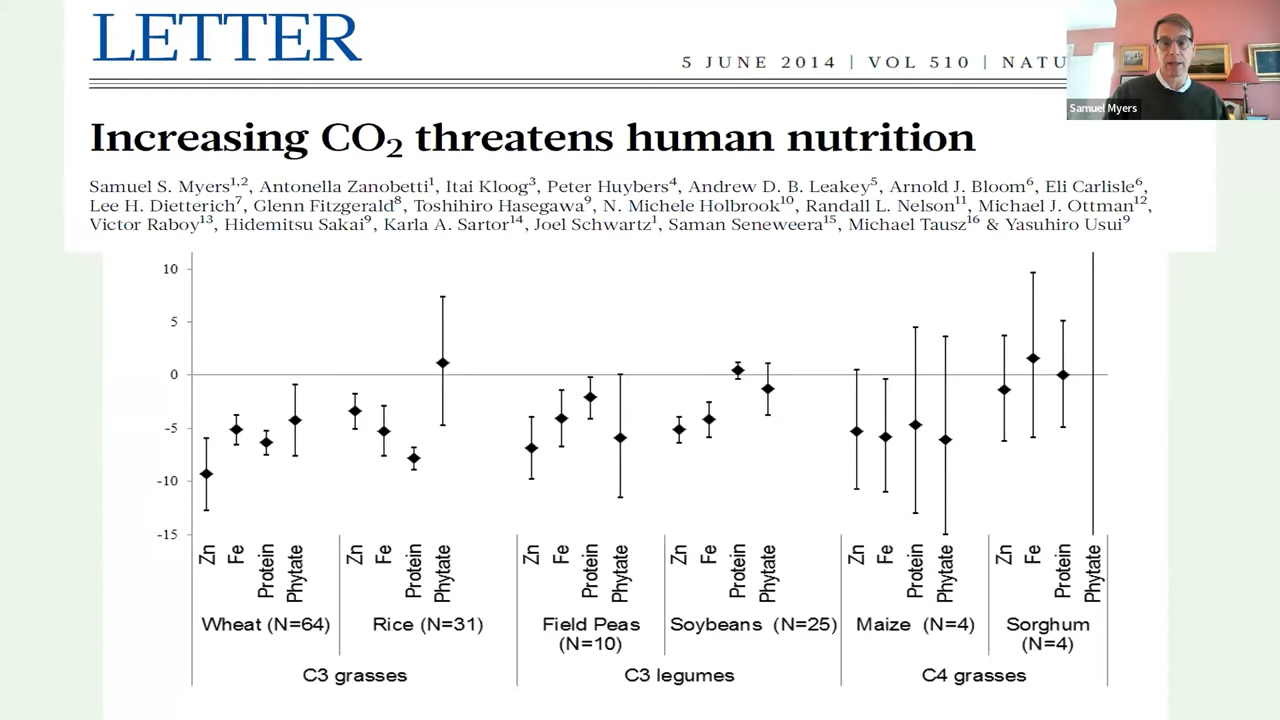 LETTER
5 JUNE 2014 | VOL 510 | NATU
Samuel Myers
Increasing CO₂ threatens human nutrition
Samuel S. Myers¹,², Antonella Zanobetti¹, Itai Kloog³, Peter Huybers⁴, Andrew D. B. Leakey⁵, Arnold J. Bloom⁶, Eli Carlisle⁶,
Lee H. Dietterich⁷, Glenn Fitzgerald⁸, Toshihiro Hasegawa⁹, N. Michele Holbrook¹⁰, Randall L. Nelson¹¹, Michael J. Ottman¹²,
Victor Raboy¹³, Hidemitsu Sakai⁹, Karla A. Sartor¹⁴, Joel Schwartz¹, Saman Seneweera¹⁵, Michael Tausz¹⁶ & Yasuhiro Usui⁹
10
5
0
-5
-10
-15
Zn Fe Protein Phytate Zn Fe Protein Phytate Zn Fe Protein Phytate Zn Fe Protein Phytate Zn Fe Protein Phytate Zn Fe Protein Phytate
Wheat (N=64) Rice (N=31) Field Peas Soybeans (N=25) Maize (N=4) Sorghum
(N=10) (N=4)
C3 grasses C3 legumes C4 grasses